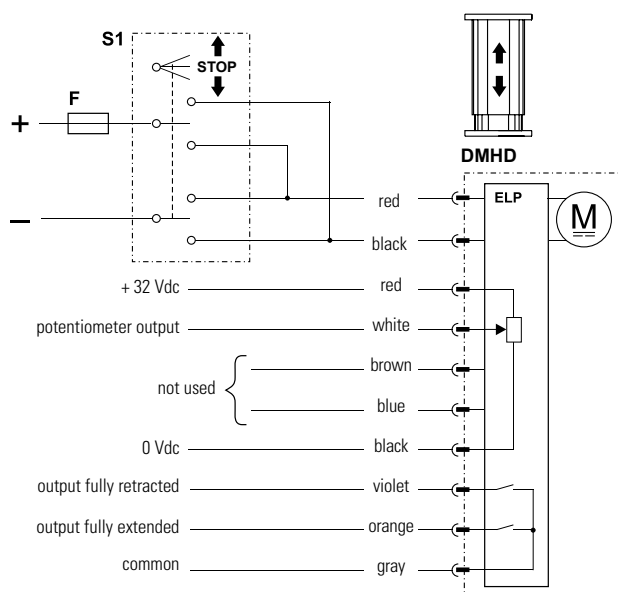 S1
STOP
F
+
DMHD
red
ELP
M
–
black
+ 32 Vdc
red
potentiometer output
white
brown
not used
blue
0 Vdc
black
output fully retracted
violet
output fully extended
orange
common
gray